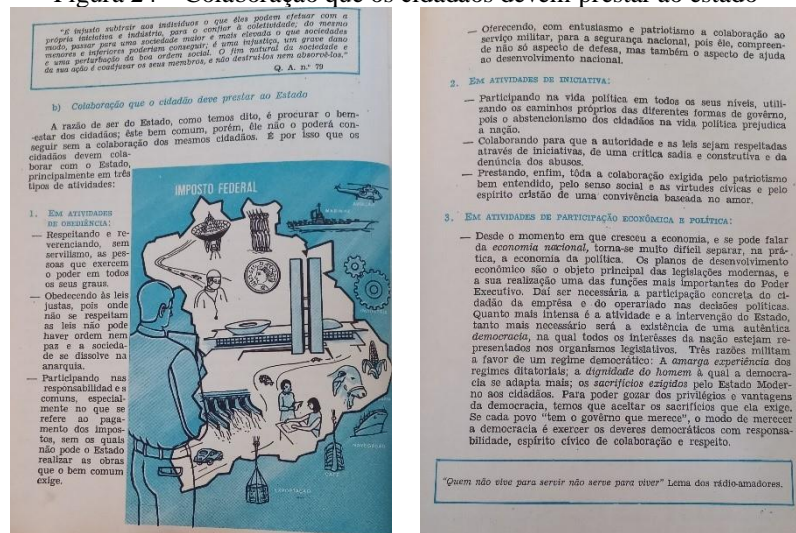 Figura 24 – Colaboração que os cidadãos devem prestar ao estado
"É injusto subtrair aos indivíduos o que êles podem efetuar com a
própria iniciativa e indústria, para o confiar à coletividade; do mesmo
modo, passar para uma sociedade maior e mais elevada o que sociedades
menores e inferiores poderiam conseguir; é uma injustiça, um grave dano
e uma perturbação da boa ordem social. O fim natural da sociedade e
da sua ação é coadjuvar os seus membros, e não destruí-los nem absorvê-los."
Q. A. n.º 79
b) Colaboração que o cidadão deve prestar ao Estado
A razão de ser do Estado, como temos dito, é procurar o bem-
-estar dos cidadãos; êste bem comum, porém, êle não o poderá con-
seguir sem a colaboração dos mesmos cidadãos. É por isso que os
cidadãos devem cola-
borar com o Estado,
principalmente em três
tipos de atividades:
1. EM ATIVIDADES
DE OBEDIÊNCIA:
— Respeitando e re-
verenciando, sem
servilismo, as pes-
soas que exercem
o poder em todos
os seus graus.
— Obedecendo às leis
justas, pois onde
não se respeitam
as leis não pode
haver ordem nem
paz e a socieda-
de se dissolve na
anarquia.
— Participando nas
responsabilidades
comuns, especial-
mente no que se
refere ao paga-
mento dos impos-
tos, sem os quais
não pode o Estado
realizar as obras
que o bem comum
exige.
IMPOSTO FEDERAL
MARINHA
EXPORTAÇÃO
— Oferecendo, com entusiasmo e patriotismo a colaboração ao
serviço militar, para a segurança nacional, pois êle, compreen-
de não só aspecto de defesa, mas também o aspecto de ajuda
ao desenvolvimento nacional.
2. EM ATIVIDADES DE INICIATIVA:
— Participando na vida política em todos os seus níveis, utili-
zando os caminhos próprios das diferentes formas de govêrno,
pois o abstencionismo dos cidadãos na vida política prejudica
a nação.
— Colaborando para que a autoridade e as leis sejam respeitadas
através de iniciativas, de uma crítica sadia e construtiva e da
denúncia dos abusos.
— Prestando, enfim, tôda a colaboração exigida pelo patriotismo
bem entendido, pelo senso social e as virtudes cívicas e pelo
espírito cristão de uma convivência baseada no amor.
3. EM ATIVIDADES DE PARTICIPAÇÃO ECONÔMICA E POLÍTICA:
— Desde o momento em que cresceu a economia, e se pode falar
da economia nacional, torna-se muito difícil separar, na prá-
tica, a economia da política. Os planos de desenvolvimento
econômico são o objeto principal das legislações modernas, e
a sua realização uma das funções mais importantes do Poder
Executivo. Daí ser necessária a participação concreta do ci-
dadão da emprêsa e do operariado nas decisões políticas.
Quanto mais intensa é a atividade e a intervenção do Estado,
tanto mais necessário será a existência de uma autêntica
democracia, na qual todos os interêsses da nação estejam re-
presentados nos organismos legislativos. Três razões militam
a favor de um regime democrático: A amarga experiência dos
regimes ditatoriais; a dignidade do homem à qual a democra-
cia se adapta mais; os sacrifícios exigidos pelo Estado Moder-
no aos cidadãos. Para poder gozar dos privilégios e vantagens
da democracia, temos que aceitar os sacrifícios que ela exige.
Se cada povo "tem o govêrno que merece", o modo de merecer
a democracia é exercer os deveres democráticos com responsa-
bilidade, espírito cívico de colaboração e respeito.
"Quem não vive para servir não serve para viver" Lema dos rádio-amadores.